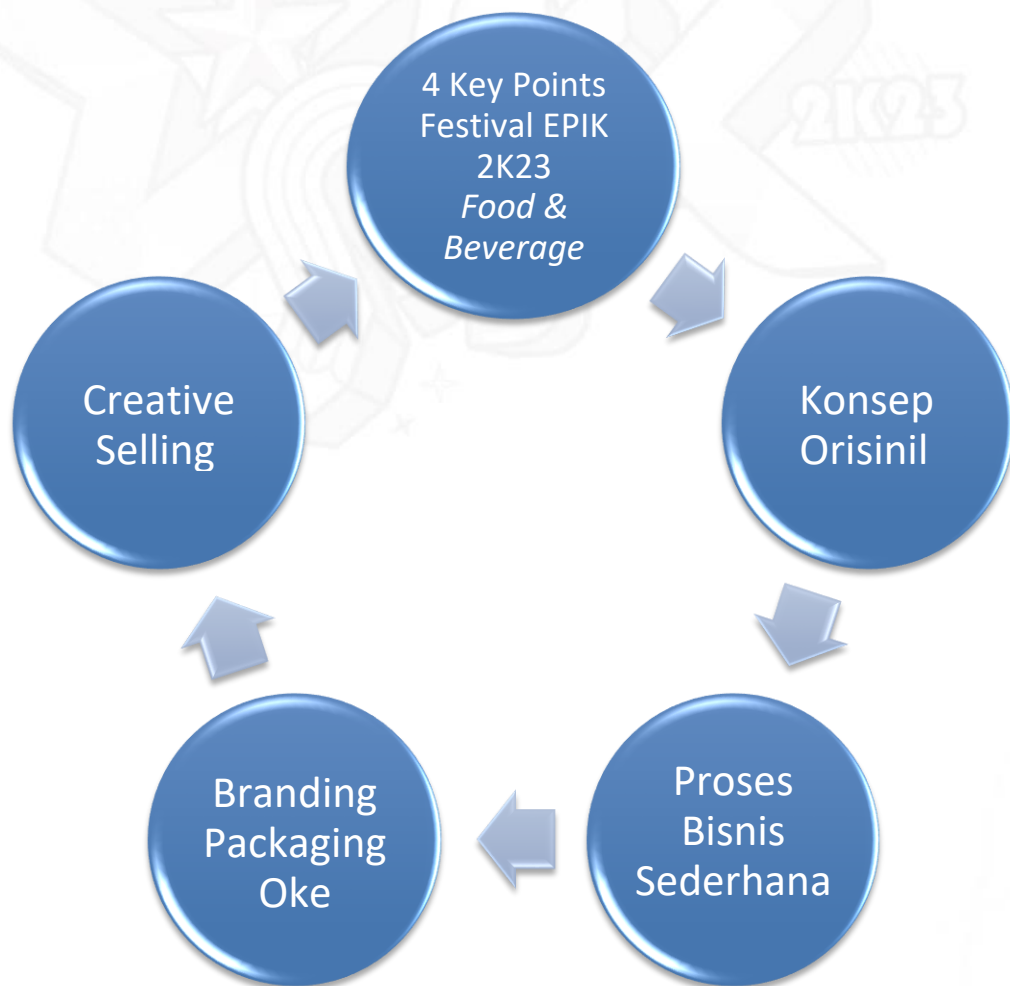 4 Key Points
Festival EPIK
2K23
Food &
Beverage
2K23
Konsep
Orisinil
Proses
Bisnis
Sederhana
Branding
Packaging
Oke
Creative
Selling